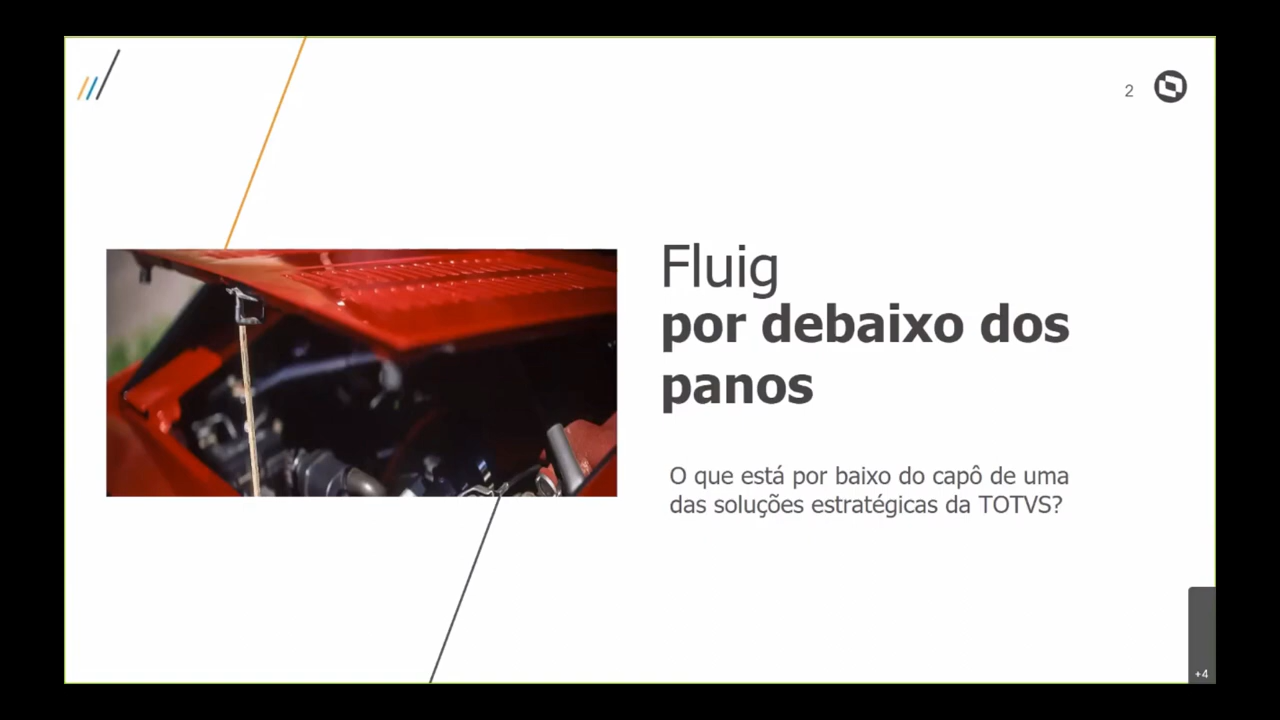 2
Fluig
por debaixo dos
panos
O que está por baixo do capô de uma
das soluções estratégicas da TOTVS?
+4